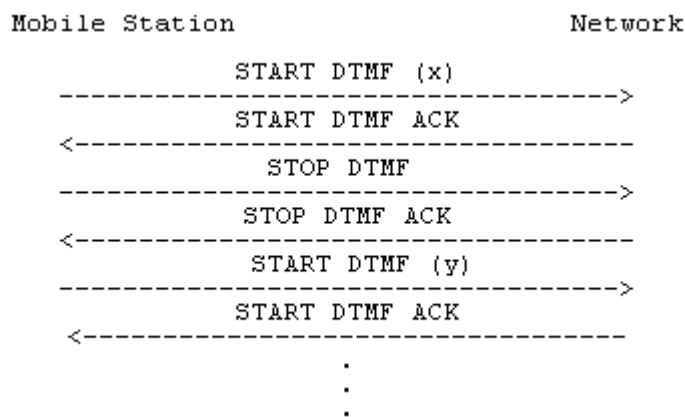 Mobile Station Network
START DTMF (x)
----------------------------------->
START DTMF ACK
<-----------------------------------
STOP DTMF
----------------------------------->
STOP DTMF ACK
<-----------------------------------
START DTMF (y)
----------------------------------->
START DTMF ACK
<----------------------------------
.
.
.